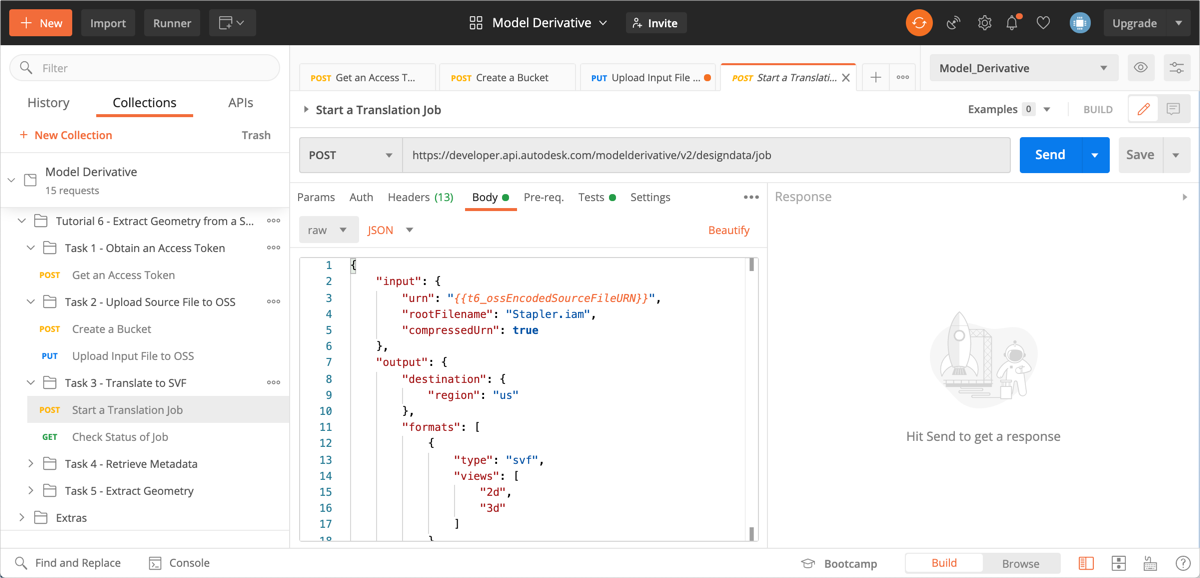 New Import Runner Model Derivative Invite Upgrade
Filter
History Collections APIs
+ New Collection Trash
Model Derivative
15 requests
Tutorial 6 - Extract Geometry from a S...
Task 1 - Obtain an Access Token
POST Get an Access Token
Task 2 - Upload Source File to OSS
POST Create a Bucket
PUT Upload Input File to OSS
Task 3 - Translate to SVF
POST Start a Translation Job
GET Check Status of Job
Task 4 - Retrieve Metadata
Task 5 - Extract Geometry
Extras
POST Get an Access T... POST Create a Bucket PUT Upload Input File ... POST Start a Translati... Model_Derivative
Start a Translation Job Examples 0 BUILD
POST https://developer.api.autodesk.com/modelderivative/v2/designdata/job Send Save
Params Auth Headers (13) Body Pre-req. Tests Settings
raw JSON Beautify
1 {
2 "input": {
3 "urn": "{{t6_ossEncodedSourceFileURN}}",
4 "rootFilename": "Stapler.iam",
5 "compressedUrn": true
6 },
7 "output": {
8 "destination": {
9 "region": "us"
10 },
11 "formats": [
12 {
13 "type": "svf",
14 "views": [
15 "2d",
16 "3d"
17 ]
18 }
Response
Hit Send to get a response
Find and Replace Console Bootcamp Build Browse